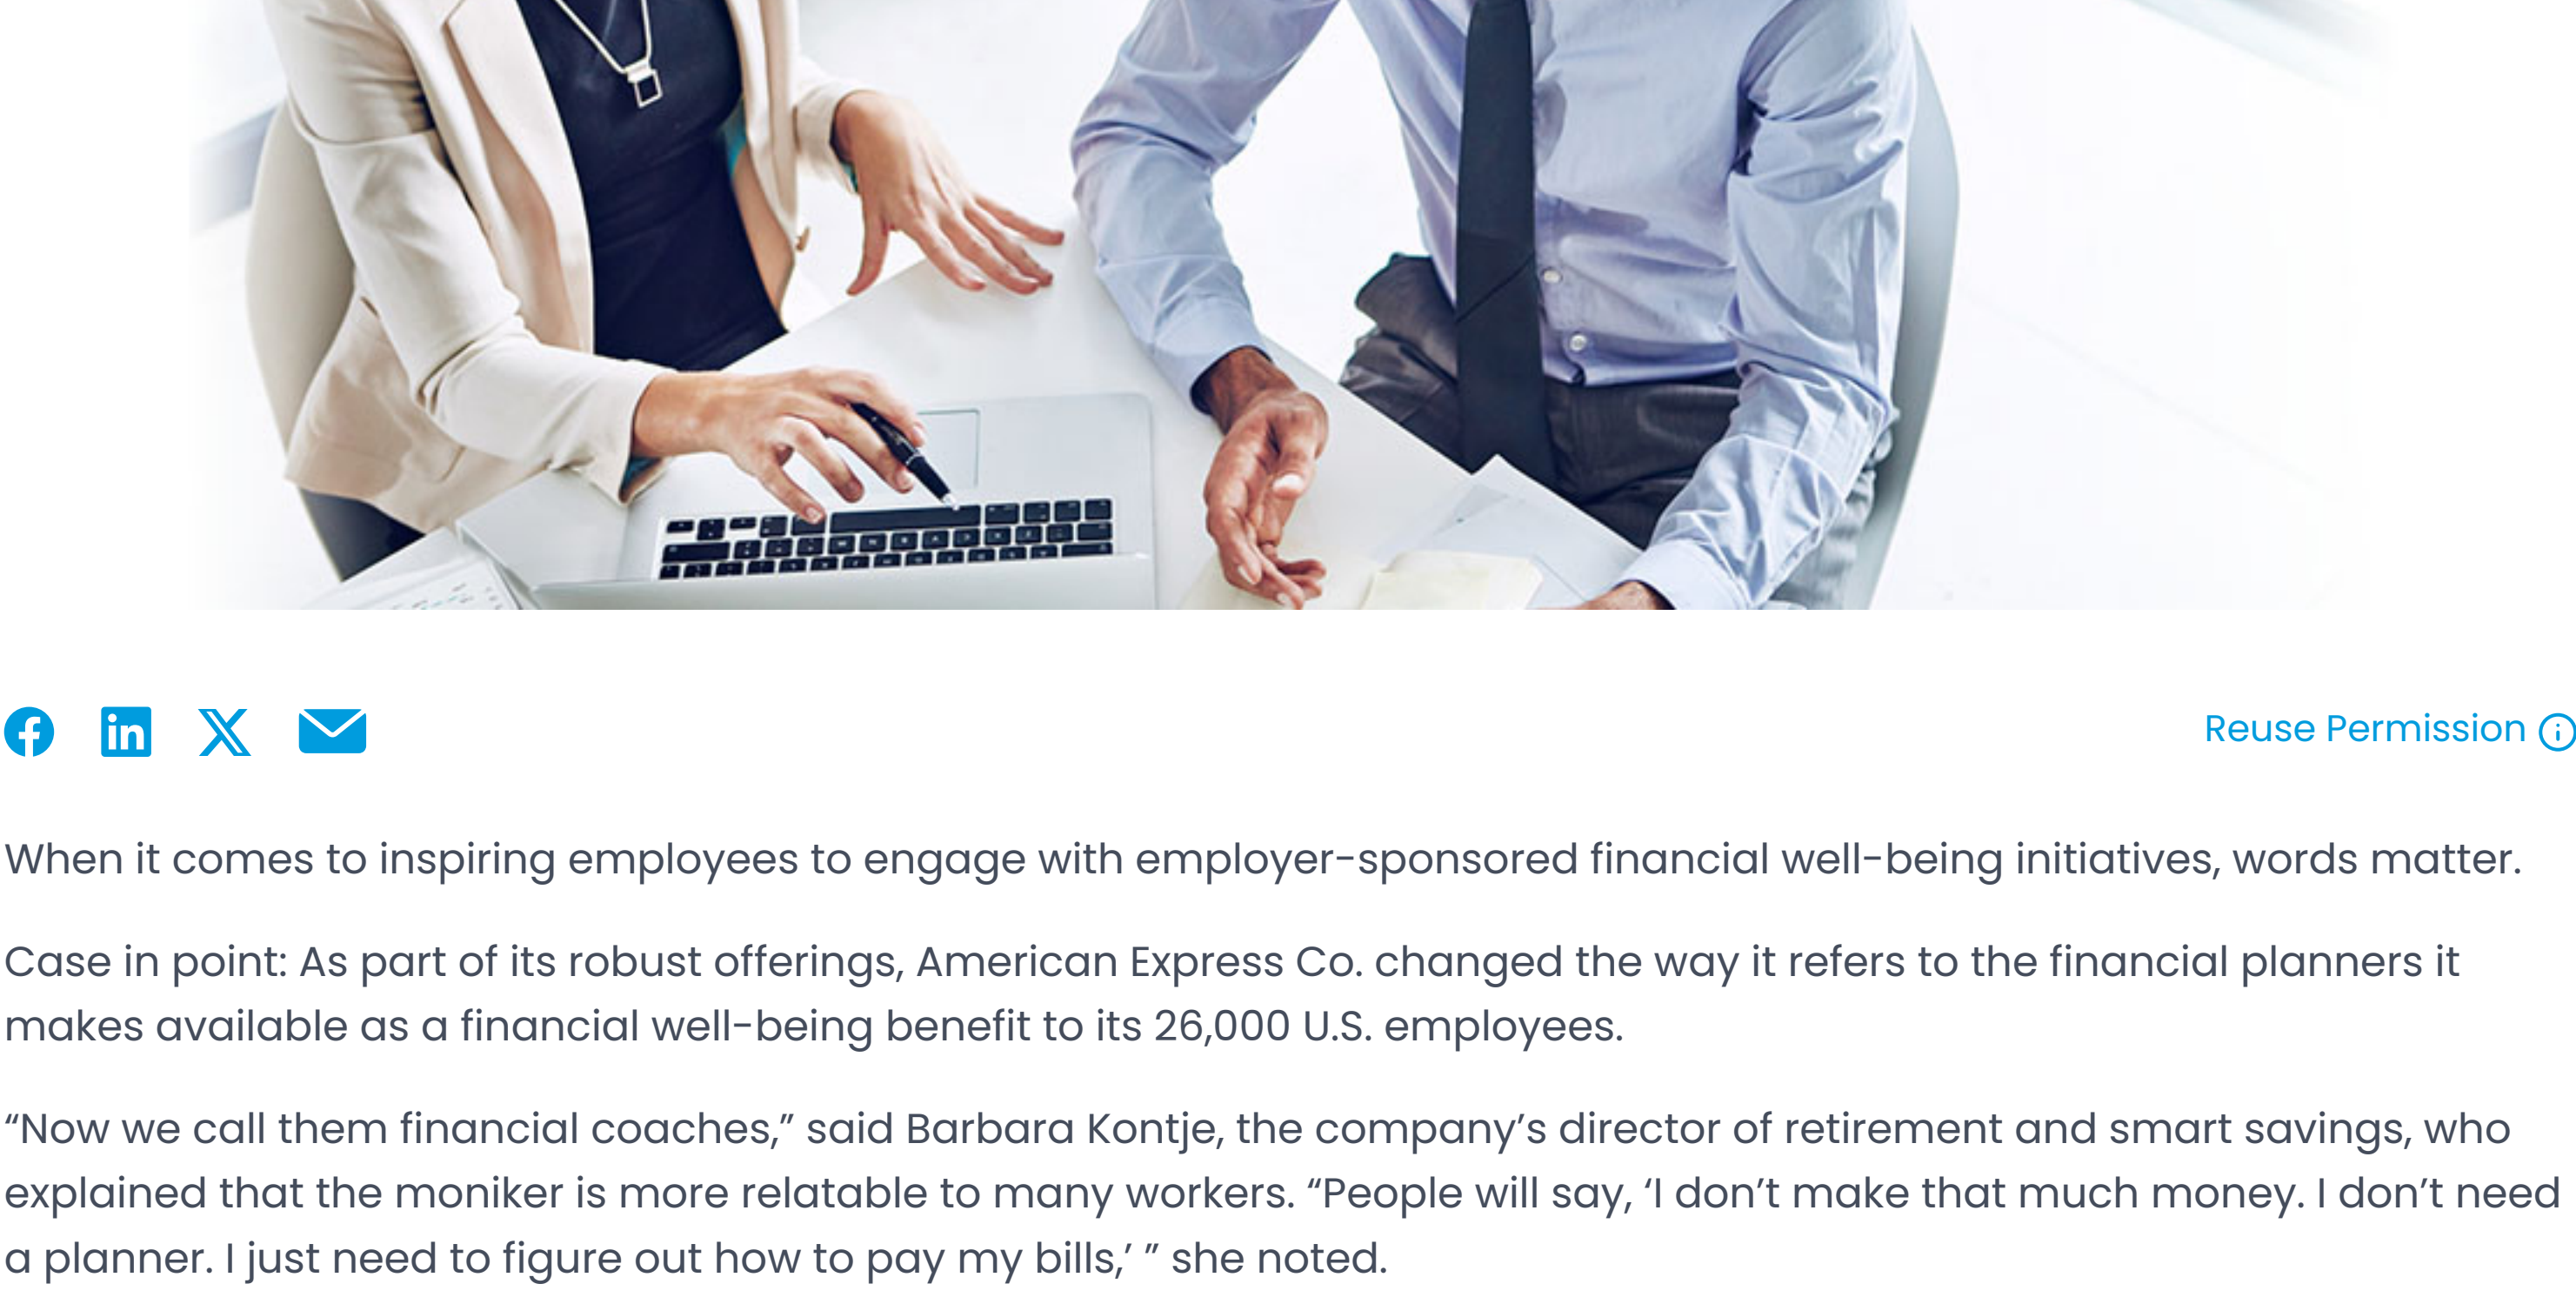 Reuse Permission
When it comes to inspiring employees to engage with employer-sponsored financial well-being initiatives, words matter.
Case in point: As part of its robust offerings, American Express Co. changed the way it refers to the financial planners it
makes available as a financial well-being benefit to its 26,000 U.S. employees.
“Now we call them financial coaches,” said Barbara Kontje, the company’s director of retirement and smart savings, who
explained that the moniker is more relatable to many workers. “People will say, ‘I don’t make that much money. I don’t need
a planner. I just need to figure out how to pay my bills,’ ” she noted.